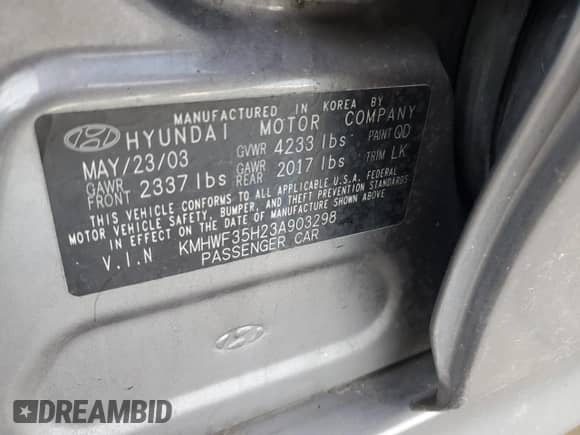 MANUFACTURED IN KOREA BY
HYUNDAI MOTOR COMPANY
MAY/23/03 GVWR 4233 lbs PAINT QD
GAWR FRONT 2337 lbs GAWR REAR 2017 lbs TRIM LK
THIS VEHICLE CONFORMS TO ALL APPLICABLE U.S.A. FEDERAL
MOTOR VEHICLE SAFETY, BUMPER, AND THEFT PREVENTION STANDARDS
IN EFFECT ON THE DATE OF MANUFACTURE SHOWN ABOVE
V.I.N KMHWF35H23A903298
PASSENGER CAR
DREAMBID